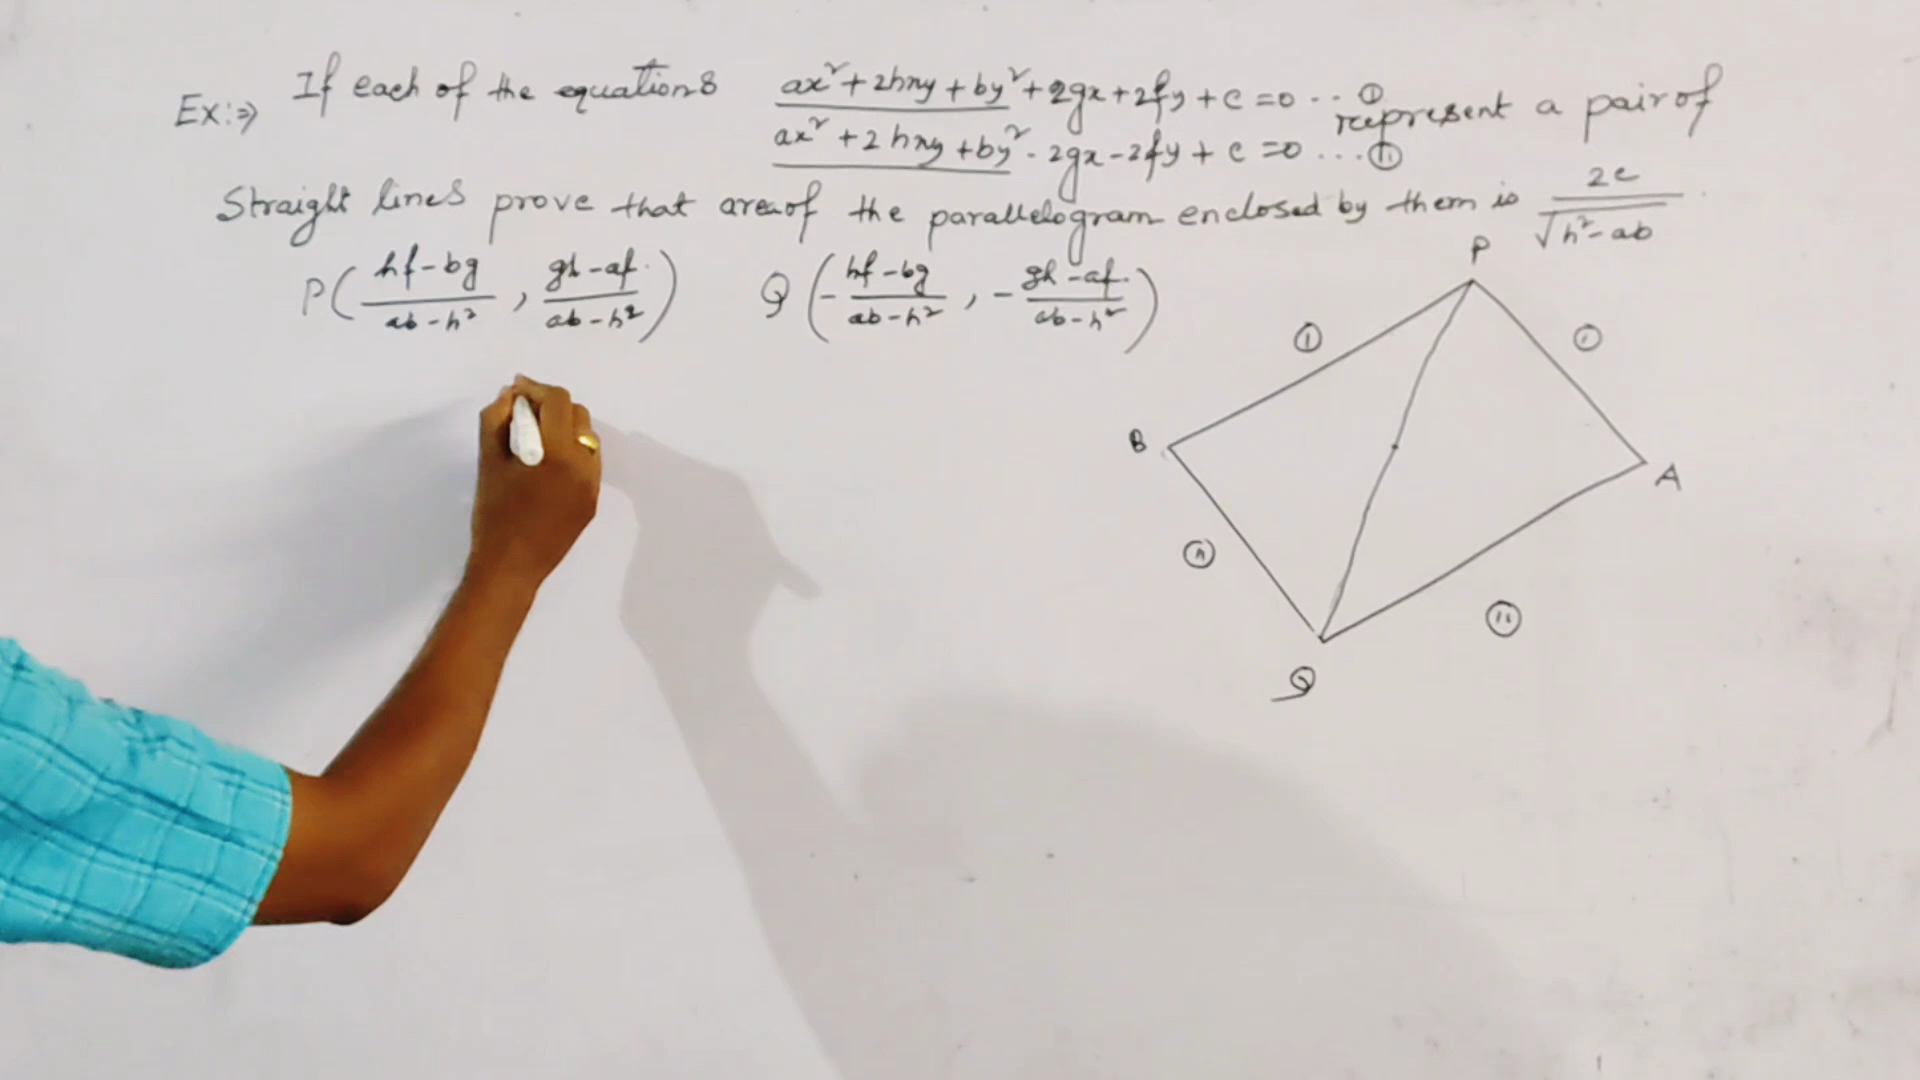 Ex:⇒ If each of the equations ax² + 2hxy + by² + 2gx + 2fy + c = 0 ... ①
ax² + 2hxy + by² - 2gx - 2fy + c = 0 ... ⑪ represent a pair of
Straight lines prove that area of the parallelogram enclosed by them is 2c / √(h² - ab) .
P( (hf-bg)/(ab-h²) , (gh-af)/(ab-h²) ) Q( -(hf-bg)/(ab-h²) , -(gh-af)/(ab-h²) )
P
① ①
B
A
⑪
⑪
Q